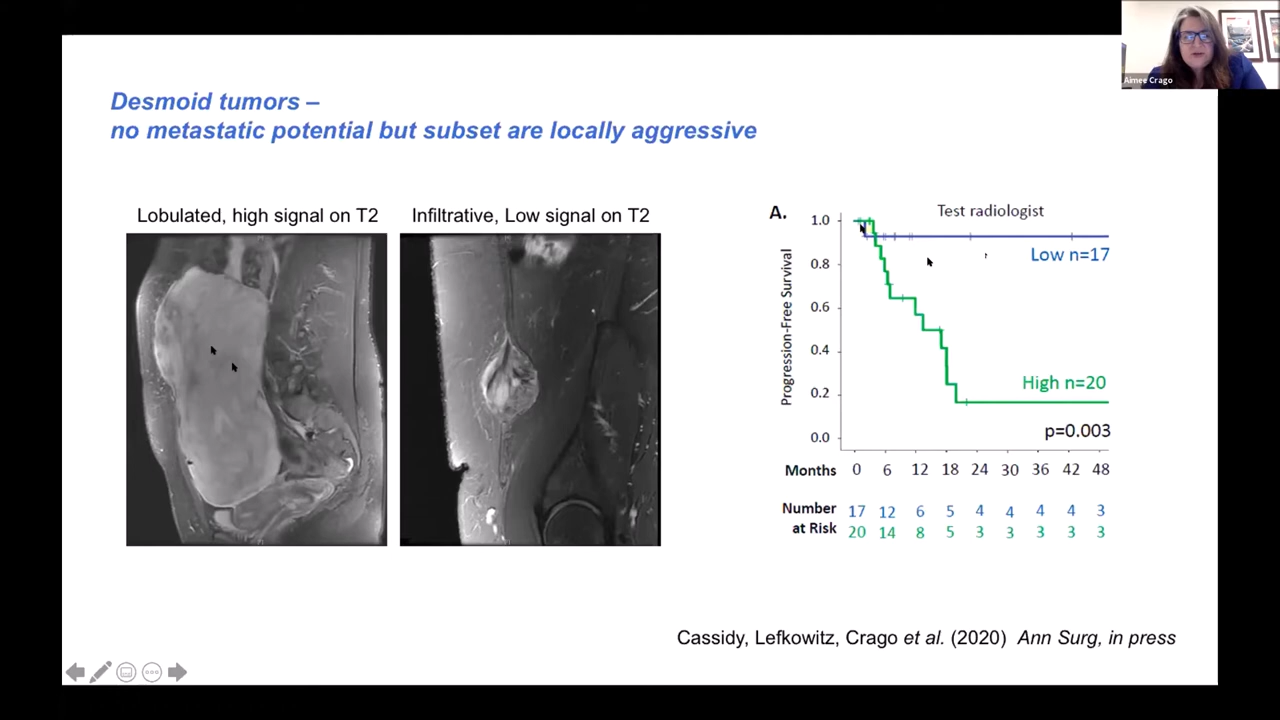 Aimee Crago
Desmoid tumors –
no metastatic potential but subset are locally aggressive
Lobulated, high signal on T2
Infiltrative, Low signal on T2
A.
Test radiologist
Progression-Free Survival
1.0
0.8
0.6
0.4
0.2
0.0
Low n=17
High n=20
p=0.003
Months 0 6 12 18 24 30 36 42 48
Number
at Risk
17 12 6 5 4 4 4 4 3
20 14 8 5 3 3 3 3 3
Cassidy, Lefkowitz, Crago et al. (2020) Ann Surg, in press